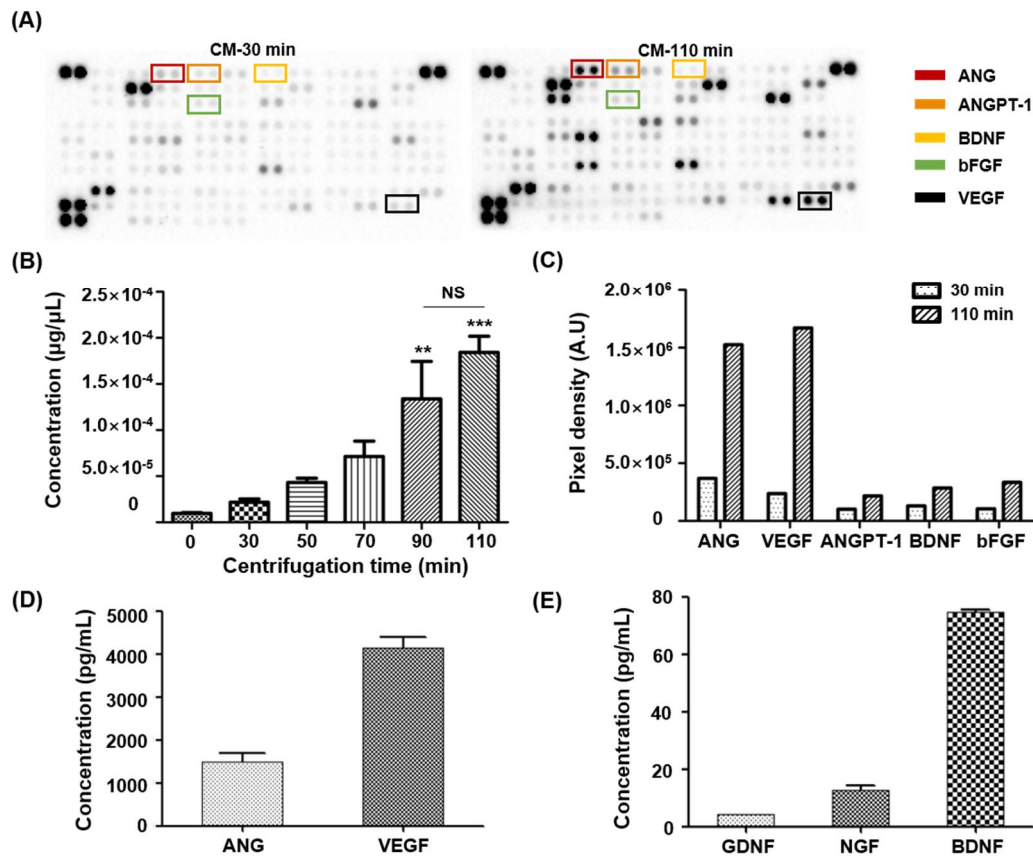 (A)
CM-30 min
CM-110 min
ANG
ANGPT-1
BDNF
bFGF
VEGF
(B)
Concentration (µg/µL)
2.5×10⁻⁴
2.0×10⁻⁴
1.5×10⁻⁴
1.0×10⁻⁴
5.0×10⁻⁵
0
NS
**
***
0 30 50 70 90 110
Centrifugation time (min)
(C)
Pixel density (A.U)
2.0×10⁶
1.5×10⁶
1.0×10⁶
5.0×10⁵
0
30 min
110 min
ANG VEGF ANGPT-1 BDNF bFGF
(D)
Concentration (pg/mL)
5000
4000
3000
2000
1000
0
ANG VEGF
(E)
Concentration (pg/mL)
80
60
40
20
0
GDNF NGF BDNF